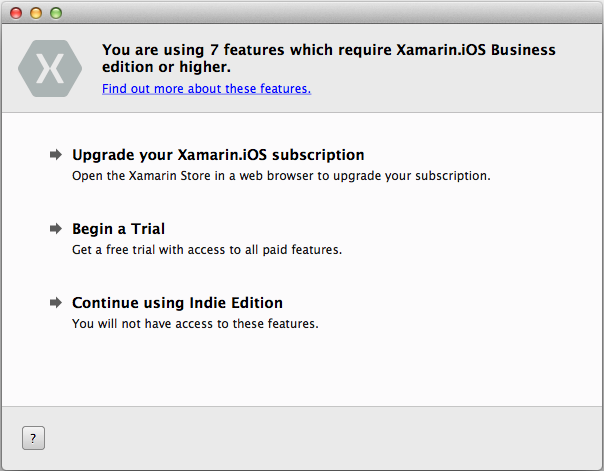 X
You are using 7 features which require Xamarin.iOS Business
edition or higher.
Find out more about these features.
Upgrade your Xamarin.iOS subscription
Open the Xamarin Store in a web browser to upgrade your subscription.
Begin a Trial
Get a free trial with access to all paid features.
Continue using Indie Edition
You will not have access to these features.
?